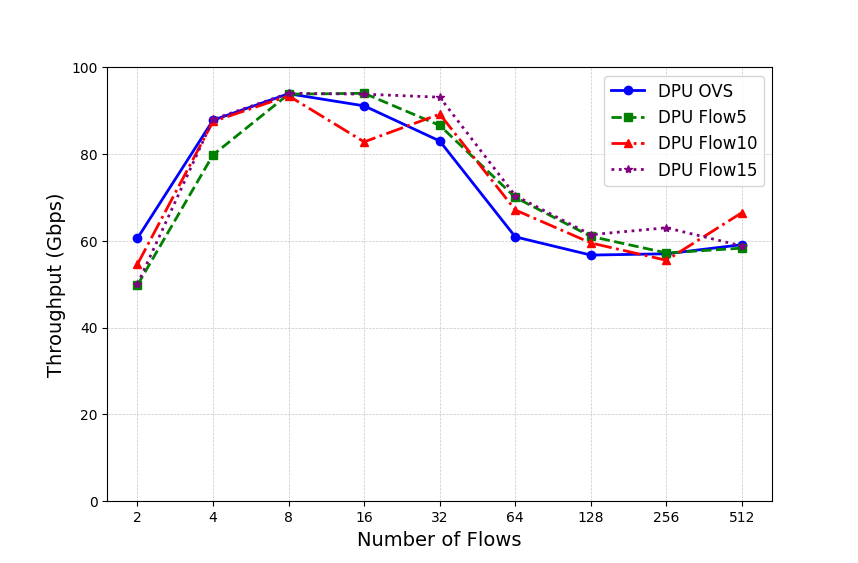 100
80
60
40
20
0
Throughput (Gbps)
DPU OVS
DPU Flow5
DPU Flow10
DPU Flow15
2 4 8 16 32 64 128 256 512
Number of Flows